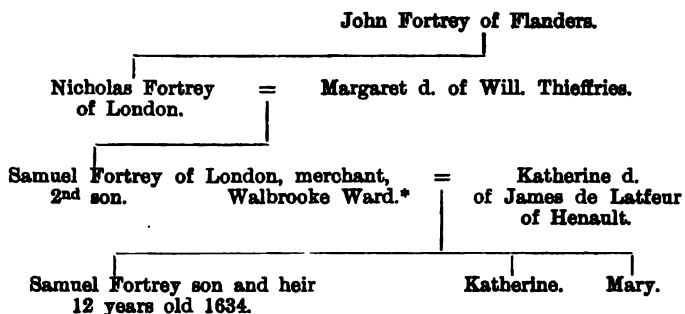 John Fortrey of Flanders.
Nicholas Fortrey = Margaret d. of Will. Thieffries.
of London.
Samuel Fortrey of London, merchant, = Katherine d.
2nd son. Walbrooke Ward.* of James de Latfeur
of Henault.
Samuel Fortrey son and heir Katherine. Mary.
12 years old 1634.